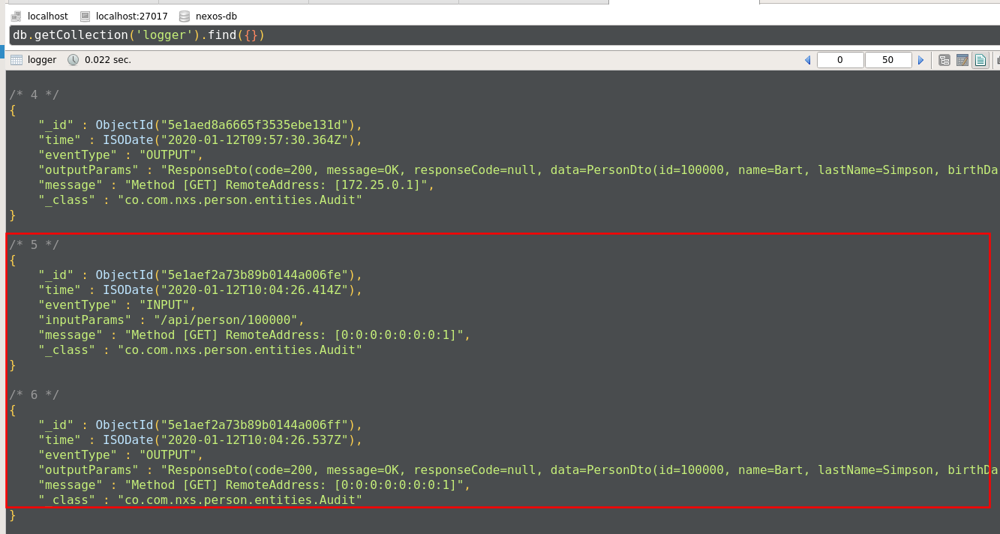 localhost localhost:27017 nexos-db
db.getCollection('logger').find({})
logger 0.022 sec. 0 50
/* 4 */
{
"_id" : ObjectId("5e1aed8a6665f3535ebe131d"),
"time" : ISODate("2020-01-12T09:57:30.364Z"),
"eventType" : "OUTPUT",
"outputParams" : "ResponseDto(code=200, message=OK, responseCode=null, data=PersonDto(id=100000, name=Bart, lastName=Simpson, birthDa
"message" : "Method [GET] RemoteAddress: [172.25.0.1]",
"_class" : "co.com.nxs.person.entities.Audit"
}
/* 5 */
{
"_id" : ObjectId("5e1aef2a73b89b0144a006fe"),
"time" : ISODate("2020-01-12T10:04:26.414Z"),
"eventType" : "INPUT",
"inputParams" : "/api/person/100000",
"message" : "Method [GET] RemoteAddress: [0:0:0:0:0:0:0:1]",
"_class" : "co.com.nxs.person.entities.Audit"
}
/* 6 */
{
"_id" : ObjectId("5e1aef2a73b89b0144a006ff"),
"time" : ISODate("2020-01-12T10:04:26.537Z"),
"eventType" : "OUTPUT",
"outputParams" : "ResponseDto(code=200, message=OK, responseCode=null, data=PersonDto(id=100000, name=Bart, lastName=Simpson, birthDa
"message" : "Method [GET] RemoteAddress: [0:0:0:0:0:0:0:1]",
"_class" : "co.com.nxs.person.entities.Audit"
}